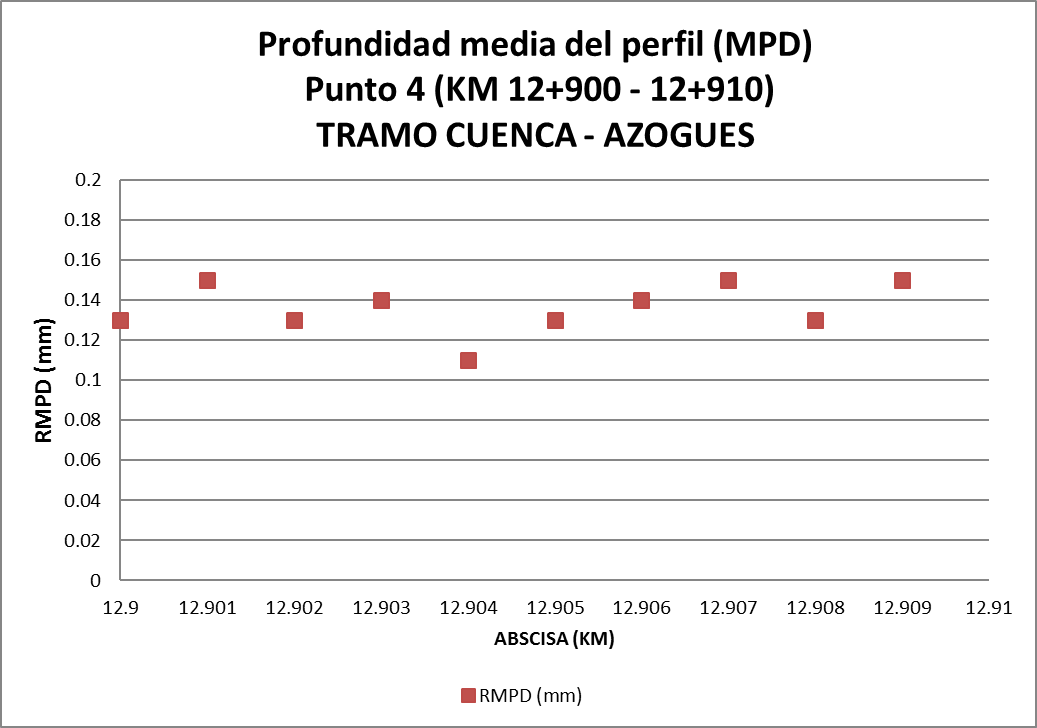 Profundidad media del perfil (MPD)
Punto 4 (KM 12+900 - 12+910)
TRAMO CUENCA - AZOGUES
RMPD (mm)
0.2
0.18
0.16
0.14
0.12
0.1
0.08
0.06
0.04
0.02
0
12.9 12.901 12.902 12.903 12.904 12.905 12.906 12.907 12.908 12.909 12.91
ABSCISA (KM)
RMPD (mm)